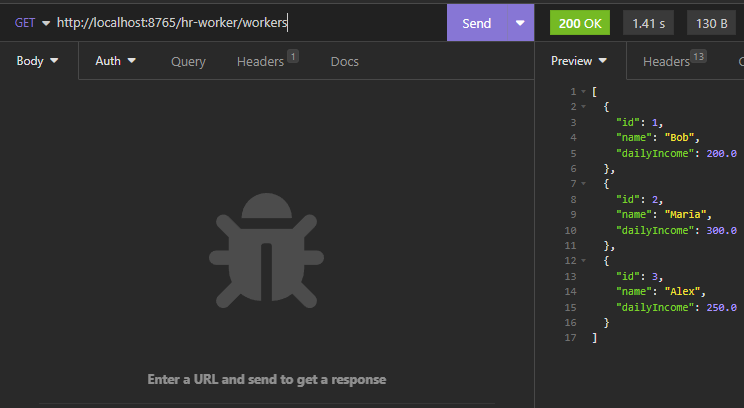 GET http://localhost:8765/hr-worker/workers Send 200 OK 1.41 s 130 B
Body Auth Query Headers 1 Docs Preview Headers 13
1 [
2 {
3 "id": 1,
4 "name": "Bob",
5 "dailyIncome": 200.0
6 },
7 {
8 "id": 2,
9 "name": "Maria",
10 "dailyIncome": 300.0
11 },
12 {
13 "id": 3,
14 "name": "Alex",
15 "dailyIncome": 250.0
16 }
17 ]
Enter a URL and send to get a response